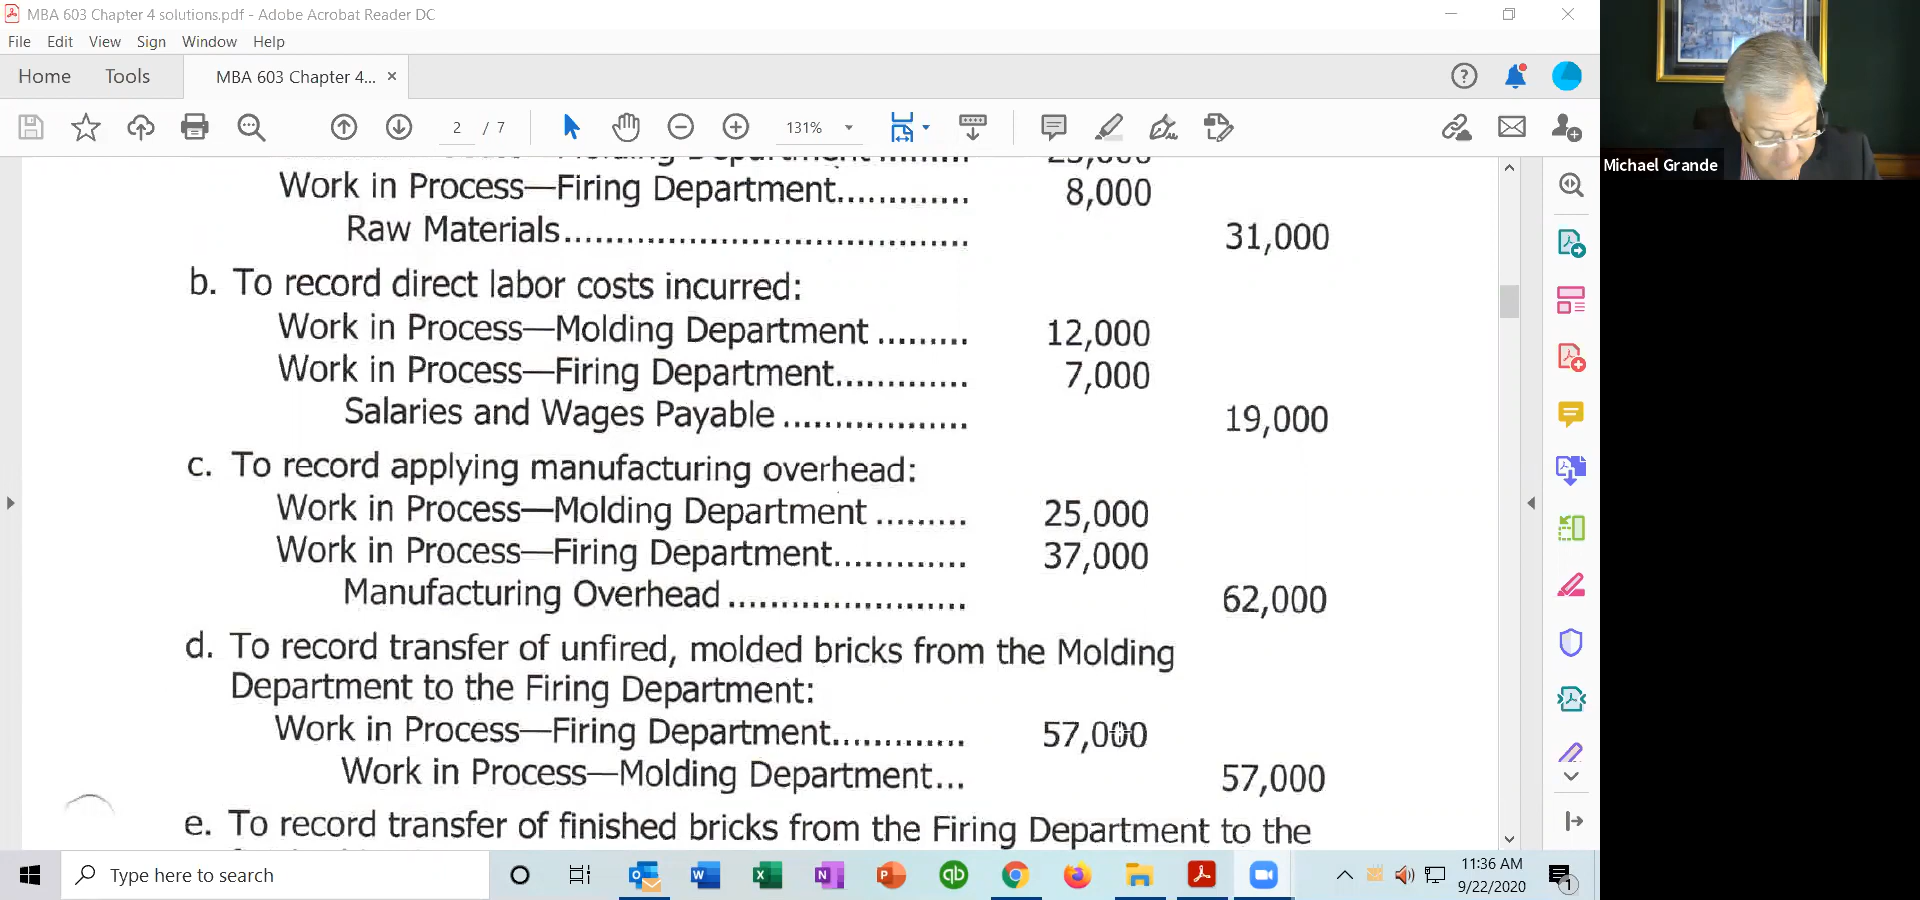 MBA 603 Chapter 4 solutions.pdf - Adobe Acrobat Reader DC
File Edit View Sign Window Help
Home Tools MBA 603 Chapter 4... ×
2 / 7 131%
Michael Grande
Molding Department .........
Work in Process—Firing Department............. 8,000
Raw Materials....................................... 31,000
b. To record direct labor costs incurred:
Work in Process—Molding Department ......... 12,000
Work in Process—Firing Department............. 7,000
Salaries and Wages Payable .................. 19,000
c. To record applying manufacturing overhead:
Work in Process—Molding Department ......... 25,000
Work in Process—Firing Department............. 37,000
Manufacturing Overhead ....................... 62,000
d. To record transfer of unfired, molded bricks from the Molding
Department to the Firing Department:
Work in Process—Firing Department............. 57,000
Work in Process—Molding Department... 57,000
e. To record transfer of finished bricks from the Firing Department to the
Type here to search
11:36 AM
9/22/2020
1